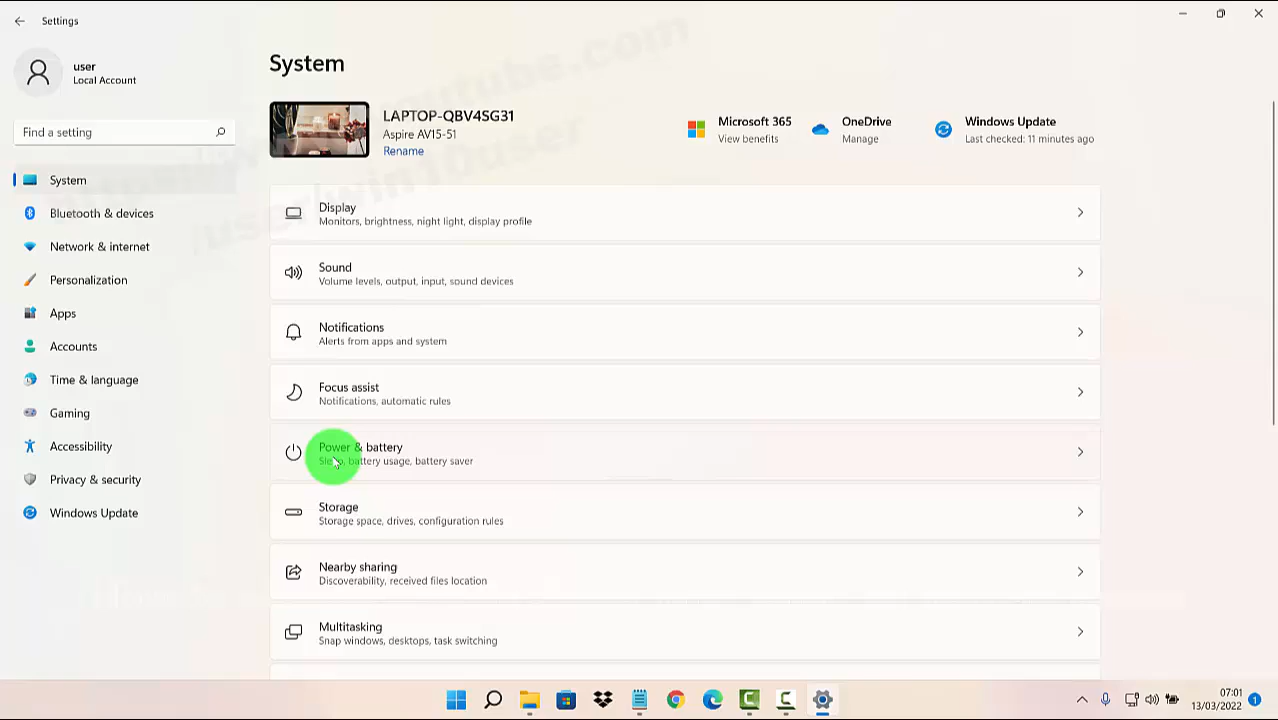 Settings
user
Local Account
Find a setting
System
Bluetooth & devices
Network & internet
Personalization
Apps
Accounts
Time & language
Gaming
Accessibility
Privacy & security
Windows Update
System
LAPTOP-QBV4SG31
Aspire AV15-51
Rename
Microsoft 365
View benefits
OneDrive
Manage
Windows Update
Last checked: 11 minutes ago
Display
Monitors, brightness, night light, display profile
Sound
Volume levels, output, input, sound devices
Notifications
Alerts from apps and system
Focus assist
Notifications, automatic rules
Power & battery
Sleep, battery usage, battery saver
Storage
Storage space, drives, configuration rules
Nearby sharing
Discoverability, received files location
Multitasking
Snap windows, desktops, task switching
07:01
13/03/2022
1